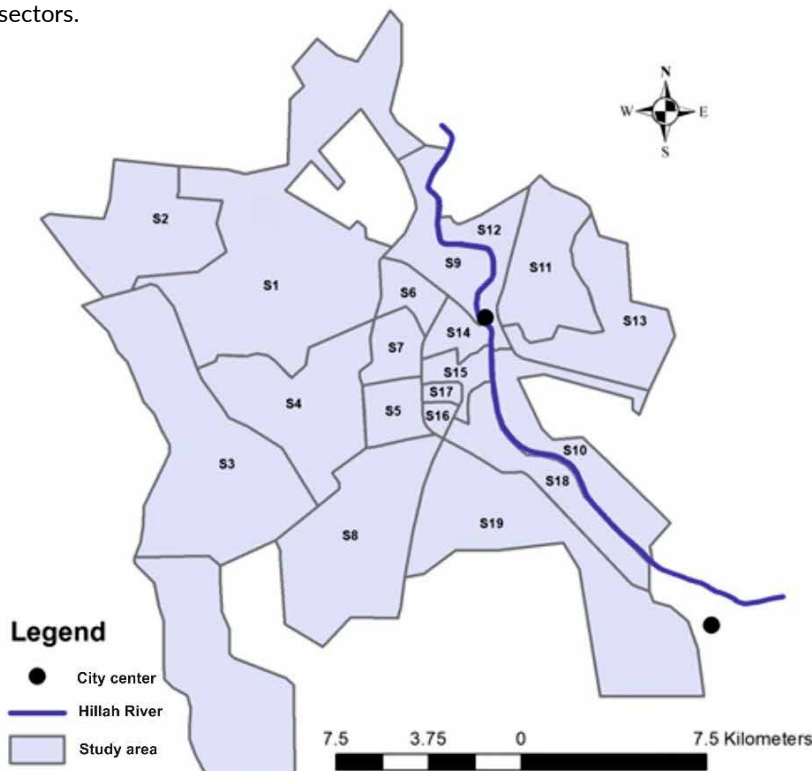 sectors.
N
W E
S
S2
S12
S9
S11
S1
S6
S13
S14
S7
S15
S17
S4
S5
S16
S10
S3
S18
S8
S19
Legend
City center
Hillah River
Study area
7.5 3.75 0 7.5 Kilometers